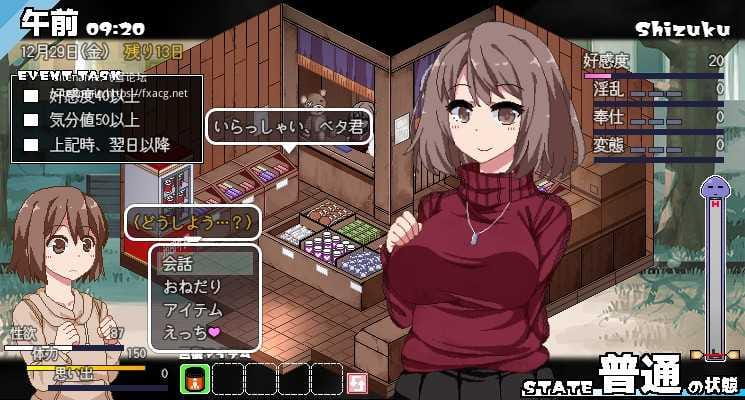 午前 09:20
Shizuku
12月29日(金) 残り13日
好感度 20
EVENT TASK
淫乱 0
https://fxacg.net
好感度40以上
奉仕 0
気分値50以上
いらっしゃい、ベタ君
上記時、翌日以降
変態 0
(どうしよう…?)
会話
おねだり
アイテム
えっち
性欲 87
体力 150
思い出 0
STATE 普通 の状態